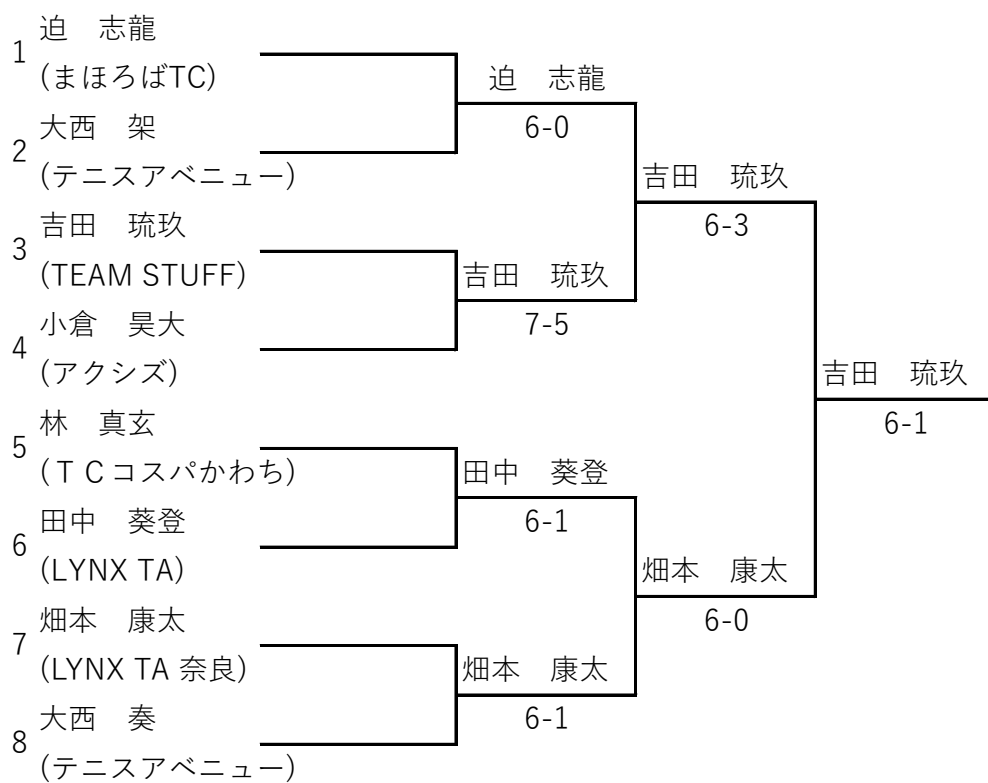 1
迫　志龍
(まほろばTC)
2
大西　架
(テニスアベニュー)
3
吉田　琉玖
(TEAM STUFF)
4
小倉　昊大
(アクシズ)
5
林　真玄
(ＴＣコスパかわち)
6
田中　葵登
(LYNX TA)
7
畑本　康太
(LYNX TA 奈良)
8
大西　奏
(テニスアベニュー)
迫　志龍
6-0
吉田　琉玖
7-5
田中　葵登
6-1
畑本　康太
6-1
吉田　琉玖
6-3
畑本　康太
6-0
吉田　琉玖
6-1